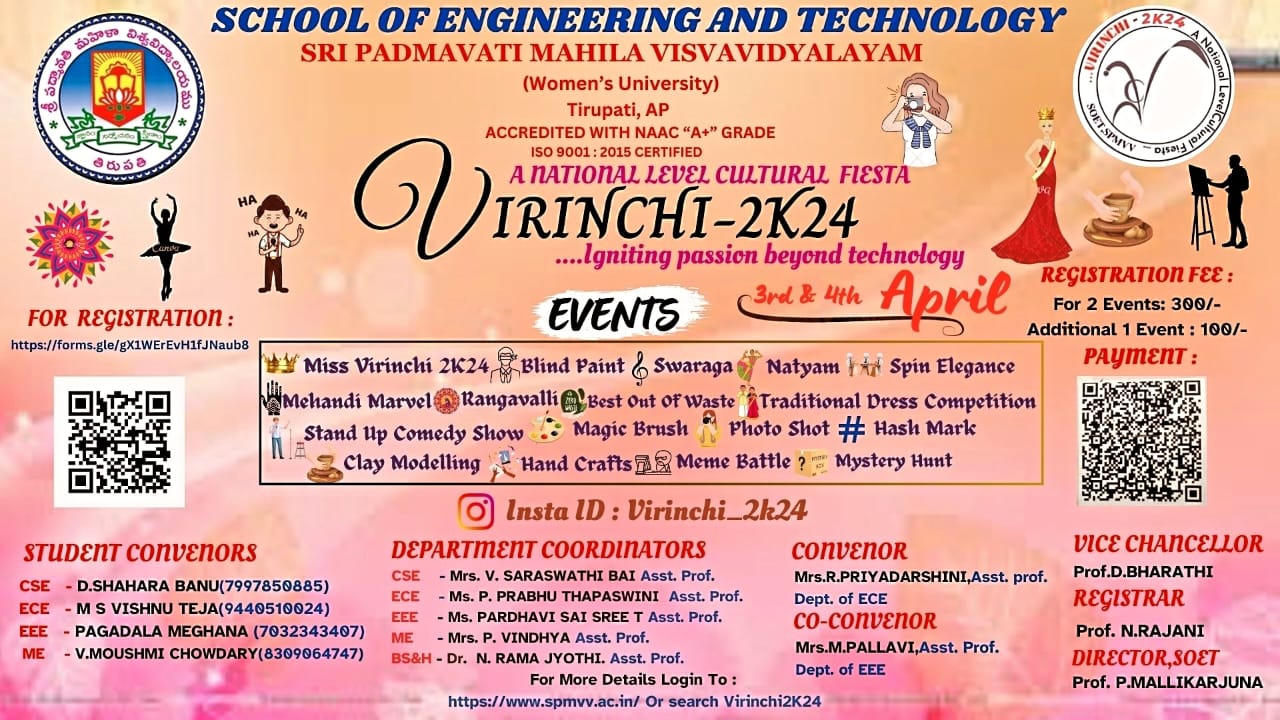 SCHOOL OF ENGINEERING AND TECHNOLOGY
SRI PADMAVATI MAHILA VISVAVIDYALAYAM
(Women's University)
Tirupati, AP
ACCREDITED WITH NAAC "A+" GRADE
ISO 9001 : 2015 CERTIFIED
శ్రీ పద్మావతి మహిళా విశ్వవిద్యాలయము
తిరుపతి
...VIRINCHI - 2K24
A National Level Cultural Fiesta ...
SOET,SPMVV
A NATIONAL LEVEL CULTURAL FIESTA
VIRINCHI-2K24
....Igniting passion beyond technology
HA
HA
HA
Canva
EVENTS
3rd & 4th April
FOR REGISTRATION :
https://forms.gle/gX1WErEvH1fJNaub8
REGISTRATION FEE :
For 2 Events: 300/-
Additional 1 Event : 100/-
PAYMENT :
Miss Virinchi 2K24 Blind Paint Swaraga Natyam Spin Elegance
Mehandi Marvel Rangavalli Best Out Of Waste Traditional Dress Competition
Stand Up Comedy Show Magic Brush Photo Shot # Hash Mark
Clay Modelling Hand Crafts Meme Battle Mystery Hunt
Insta ID : Virinchi_2k24
STUDENT CONVENORS
CSE - D.SHAHARA BANU(7997850885)
ECE - M S VISHNU TEJA(9440510024)
EEE - PAGADALA MEGHANA (7032343407)
ME - V.MOUSHMI CHOWDARY(8309064747)
DEPARTMENT COORDINATORS
CSE - Mrs. V. SARASWATHI BAI Asst. Prof.
ECE - Ms. P. PRABHU THAPASWINI Asst. Prof.
EEE - Ms. PARDHAVI SAI SREE T Asst. Prof.
ME - Mrs. P. VINDHYA Asst. Prof.
BS&H - Dr. N. RAMA JYOTHI. Asst. Prof.
For More Details Login To :
https://www.spmvv.ac.in/ Or search Virinchi2K24
CONVENOR
Mrs.R.PRIYADARSHINI,Asst. prof.
Dept. of ECE
CO-CONVENOR
Mrs.M.PALLAVI,Asst. Prof.
Dept. of EEE
VICE CHANCELLOR
Prof.D.BHARATHI
REGISTRAR
Prof. N.RAJANI
DIRECTOR,SOET
Prof. P.MALLIKARJUNA